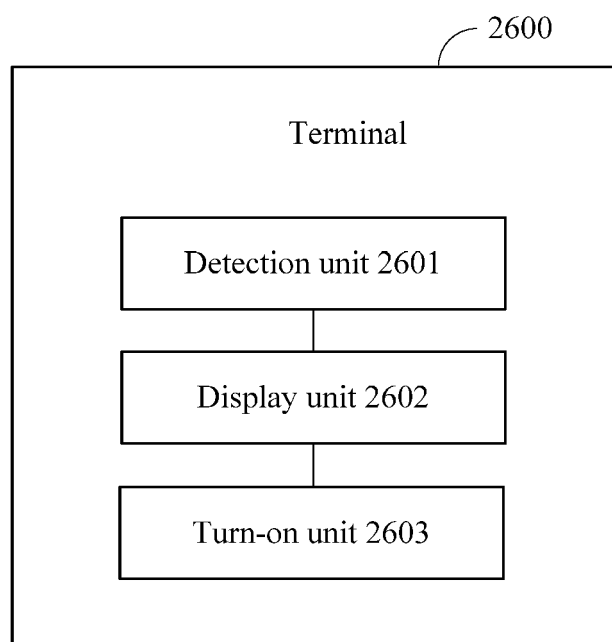 2600
Terminal
Detection unit 2601
Display unit 2602
Turn-on unit 2603